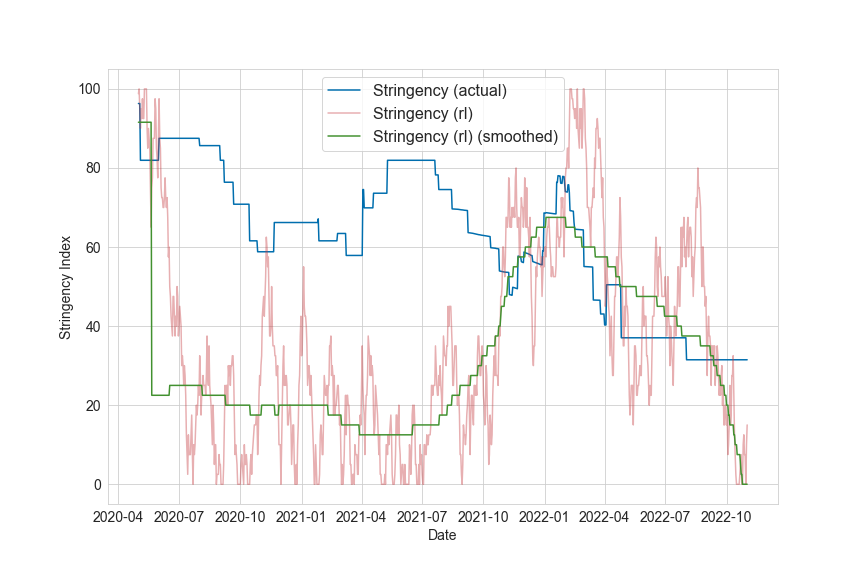 Stringency (actual)
Stringency (rl)
Stringency (rl) (smoothed)
Stringency Index
100
80
60
40
20
0
2020-04 2020-07 2020-10 2021-01 2021-04 2021-07 2021-10 2022-01 2022-04 2022-07 2022-10
Date